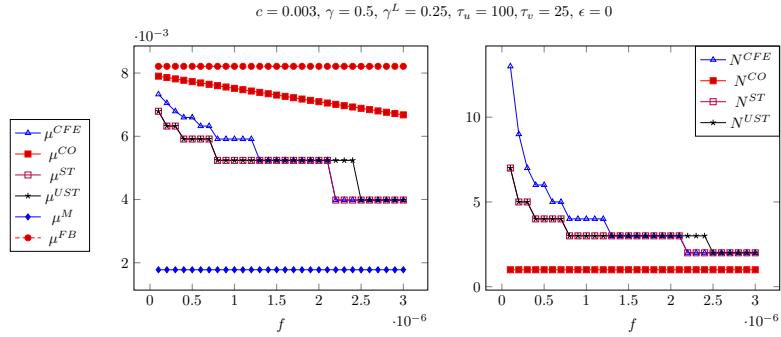 c = 0.003, γ = 0.5, γ^L = 0.25, τ_u = 100, τ_v = 25, ϵ = 0
·10^−3
8
6
4
2
0
0.5
1
1.5
2
2.5
3
·10^−6
f
μ^CFE
μ^CO
μ^ST
μ^UST
μ^M
μ^FB
10
5
0
0
0.5
1
1.5
2
2.5
3
·10^−6
f
N^CFE
N^CO
N^ST
N^UST